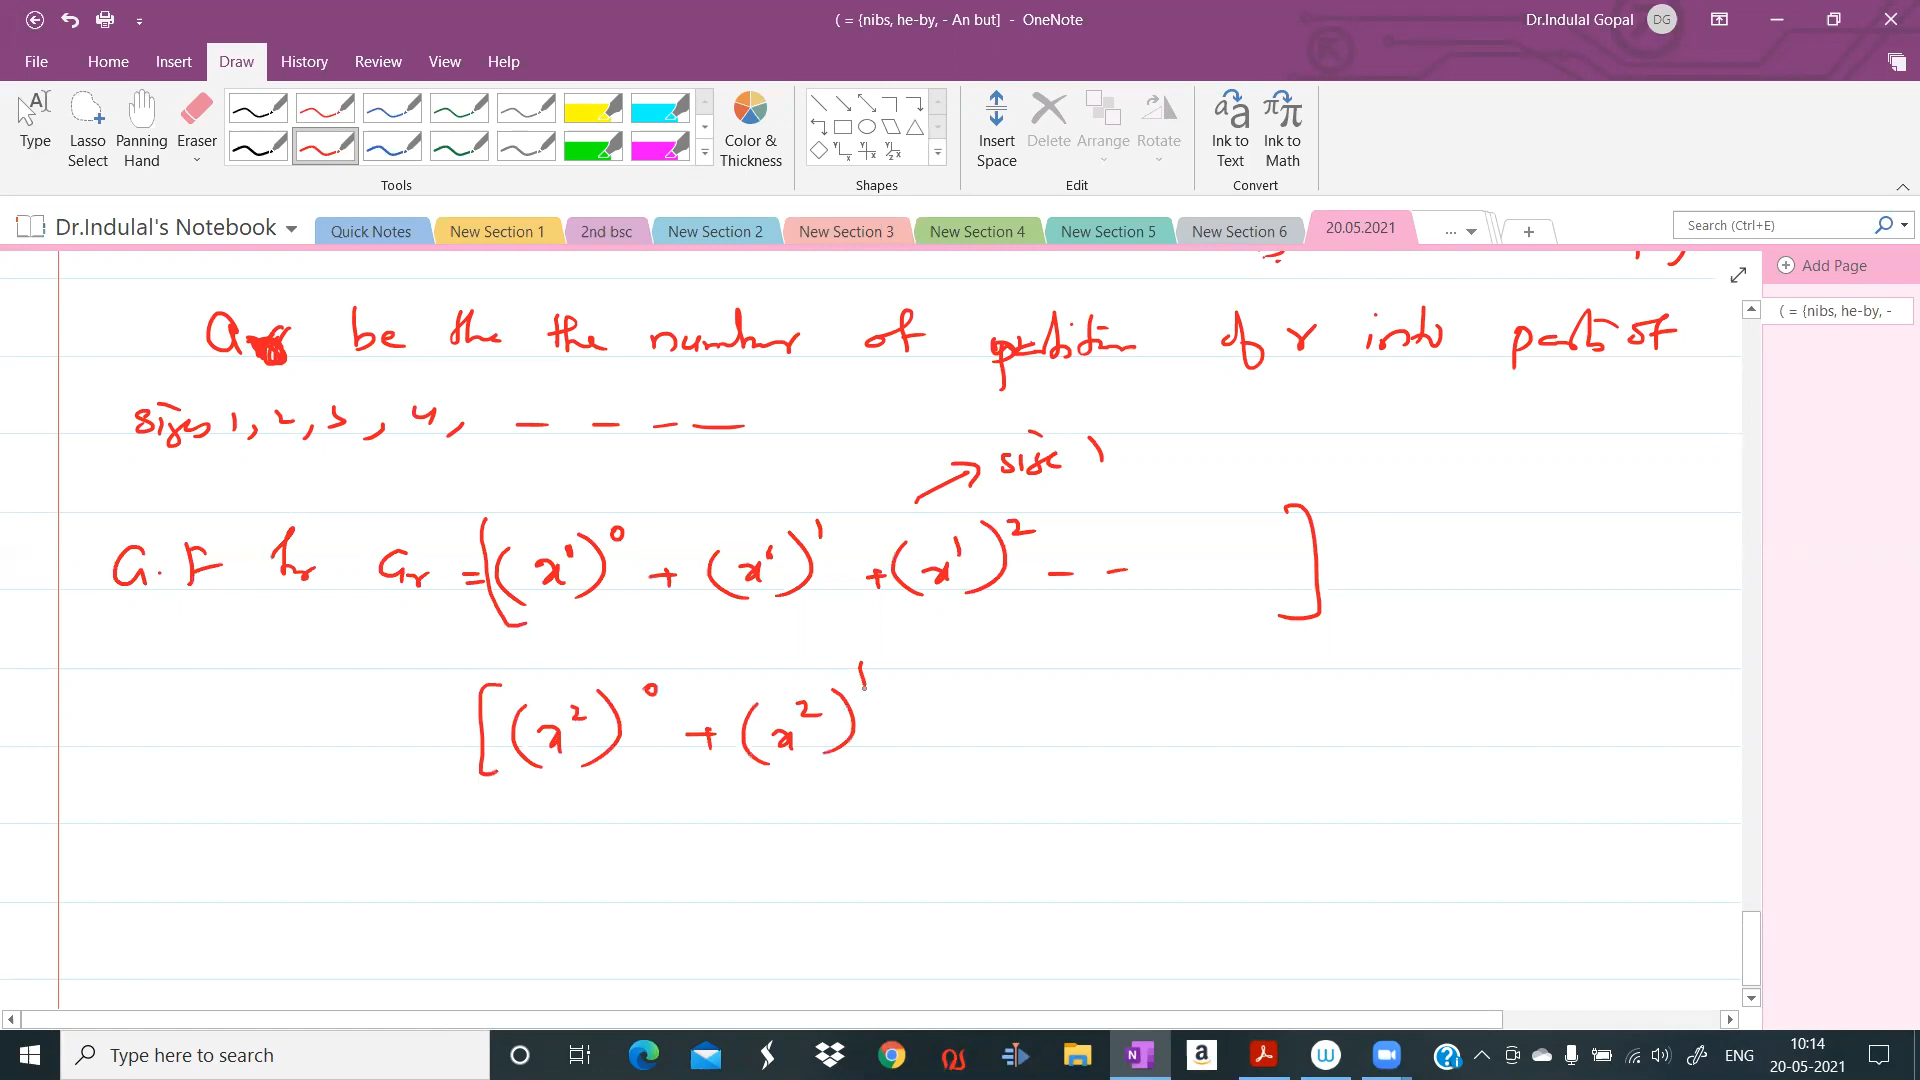 ( = {nibs, he-by, - An but] - OneNote
Dr.Indulal Gopal DG
File Home Insert Draw History Review View Help
Type Lasso Select Panning Hand Eraser Color & Thickness Insert Space Delete Arrange Rotate Ink to Text Ink to Math
Tools Shapes Edit Convert
Dr.Indulal's Notebook Quick Notes New Section 1 2nd bsc New Section 2 New Section 3 New Section 4 New Section 5 New Section 6 20.05.2021 ... + Search (Ctrl+E)
Add Page
( = {nibs, he-by, -
be the the number of partition of r into parts of
sizes 1, 2, 3, 4, - - - -
size 1
G.F for ar = [(x¹)⁰ + (x¹)¹ + (x¹)² - - ]
[(x²)⁰ + (x²)¹
Type here to search
ENG
10:14
20-05-2021